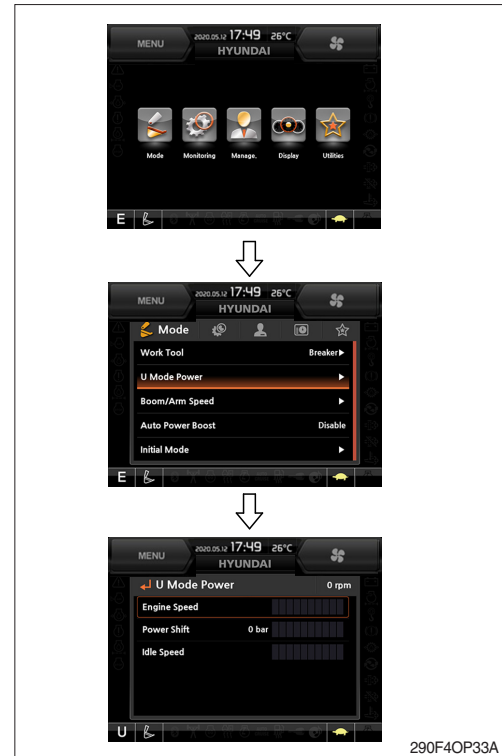 MENU
2020.05.12 17:49 26°C
HYUNDAI
Mode Monitoring Manage. Display Utilities
E
MENU
2020.05.12 17:49 26°C
HYUNDAI
Mode
Work Tool Breaker▶
U Mode Power ▶
Boom/Arm Speed ▶
Auto Power Boost Disable
Initial Mode ▶
E
MENU
2020.05.12 17:49 26°C
HYUNDAI
U Mode Power 0 rpm
Engine Speed
Power Shift 0 bar
Idle Speed
U
290F4OP33A